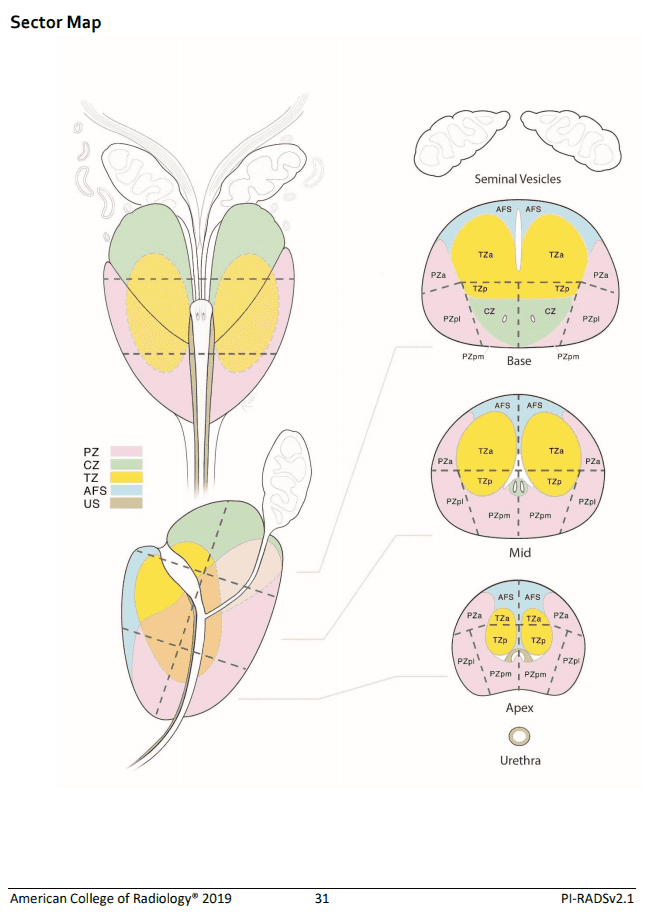 Sector Map
Seminal Vesicles
AFS AFS
TZa TZa
PZa PZa
TZp TZp
CZ CZ
PZpl PZpl
PZpm PZpm
Base
AFS AFS
TZa TZa
PZa PZa
TZp TZp
PZpl PZpl
PZpm PZpm
Mid
PZ
CZ
TZ
AFS
US
AFS AFS
PZa TZa TZa PZa
TZp TZp
PZpl PZpl
PZpm PZpm
Apex
Urethra
American College of Radiology® 2019 31 PI-RADSv2.1